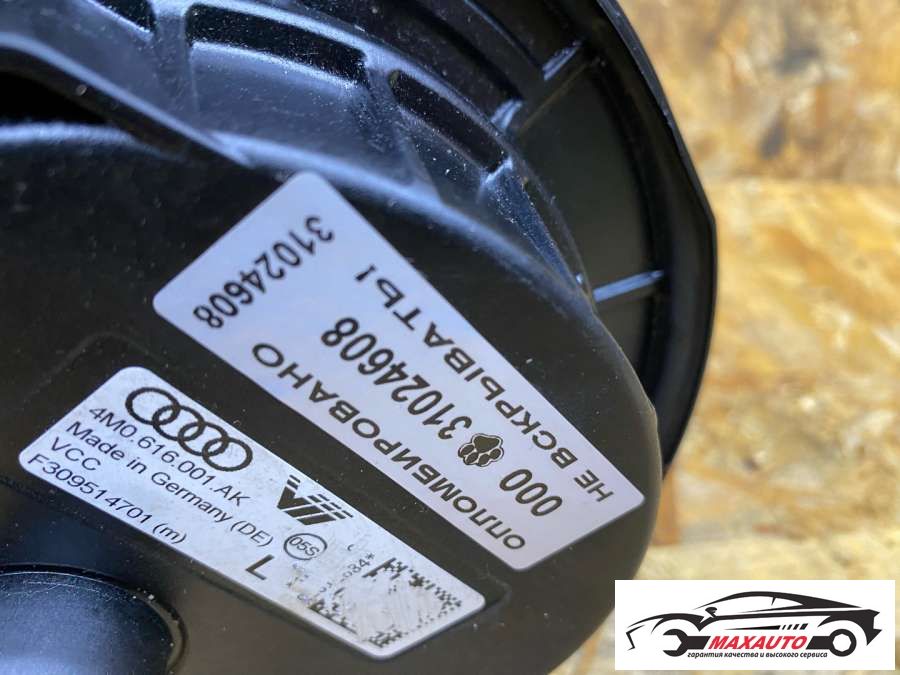 31024608
ОПЛОМБИРОВАНО
000 31024608
НЕ ВСКРЫВАТЬ!
4M0.616.001.AK
Made in Germany (DE)
VCC
F309514701 (m)
05S
L
MAXAUTO
гарантия качества и высокого сервиса